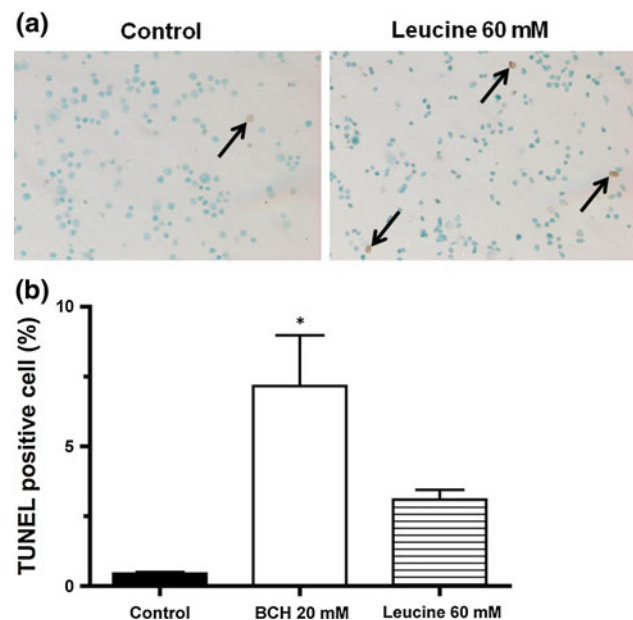 (a)
Control Leucine 60 mM
(b)
TUNEL positive cell (%)
10
5
0
*
Control BCH 20 mM Leucine 60 mM